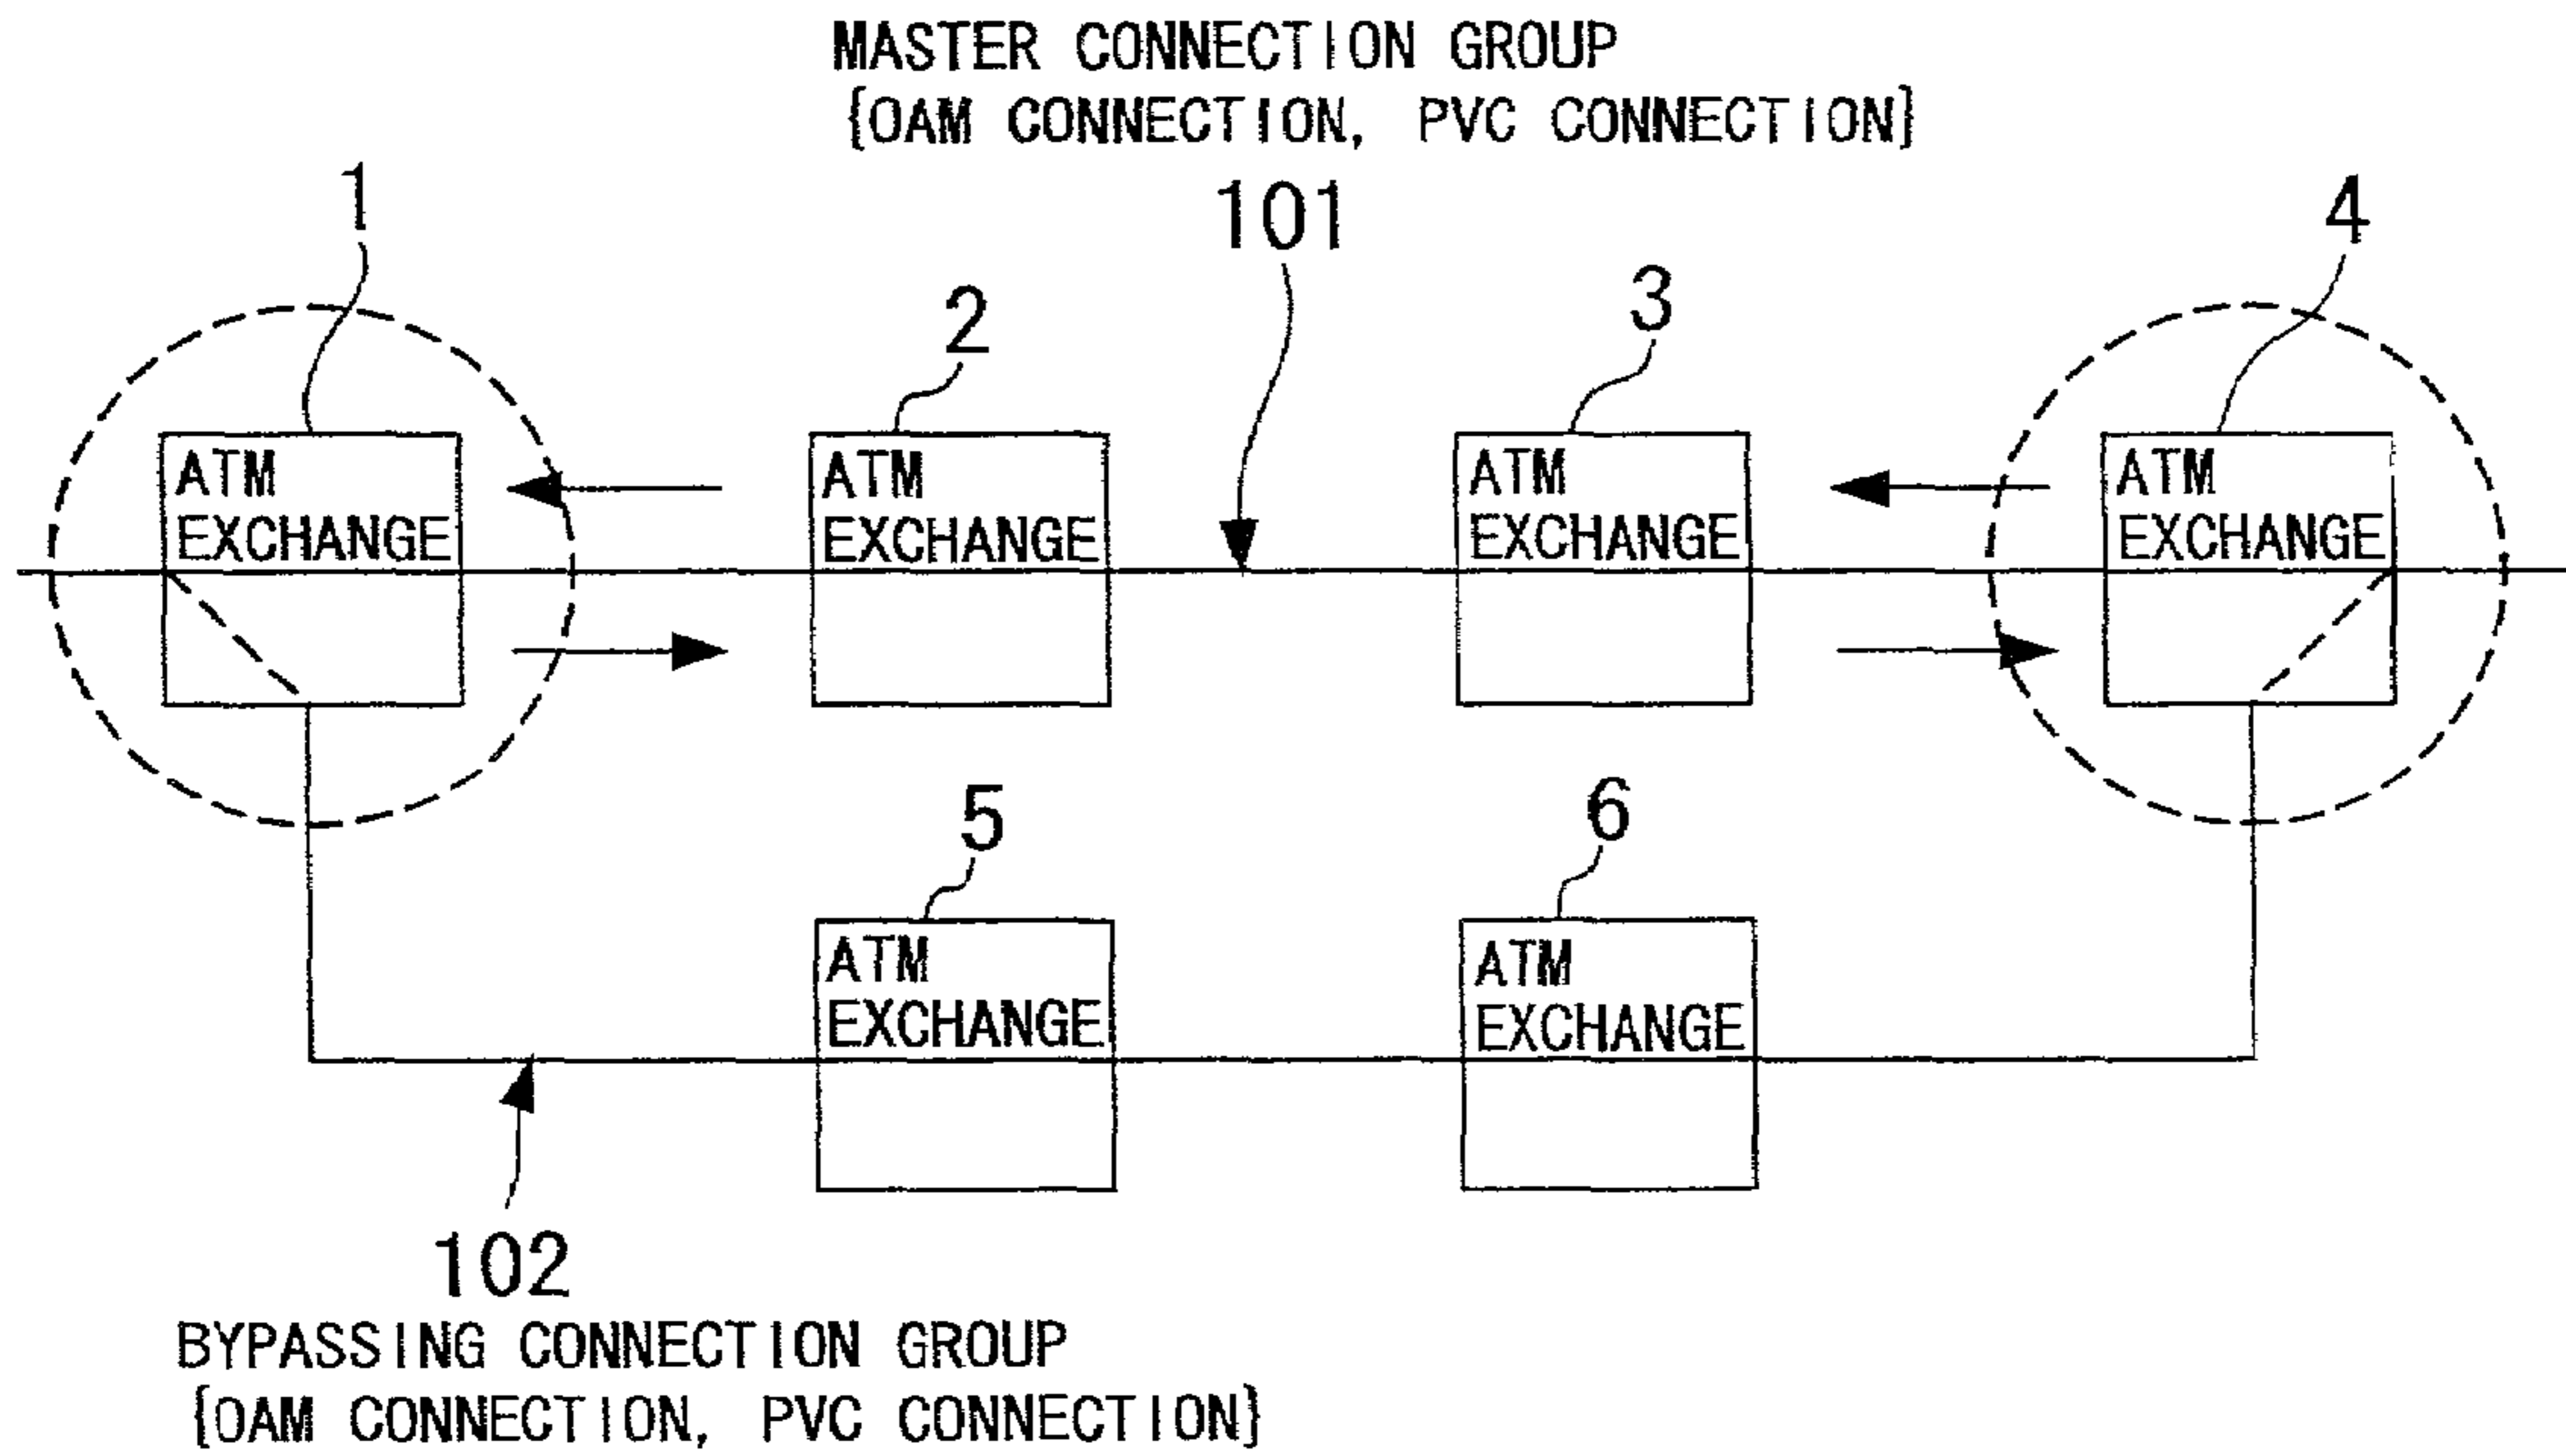 MASTER CONNECTION GROUP
{OAM CONNECTION, PVC CONNECTION}
1
101
4
2
3
ATM
EXCHANGE
ATM
EXCHANGE
ATM
EXCHANGE
ATM
EXCHANGE
5
6
ATM
EXCHANGE
ATM
EXCHANGE
102
BYPASSING CONNECTION GROUP
{OAM CONNECTION, PVC CONNECTION}